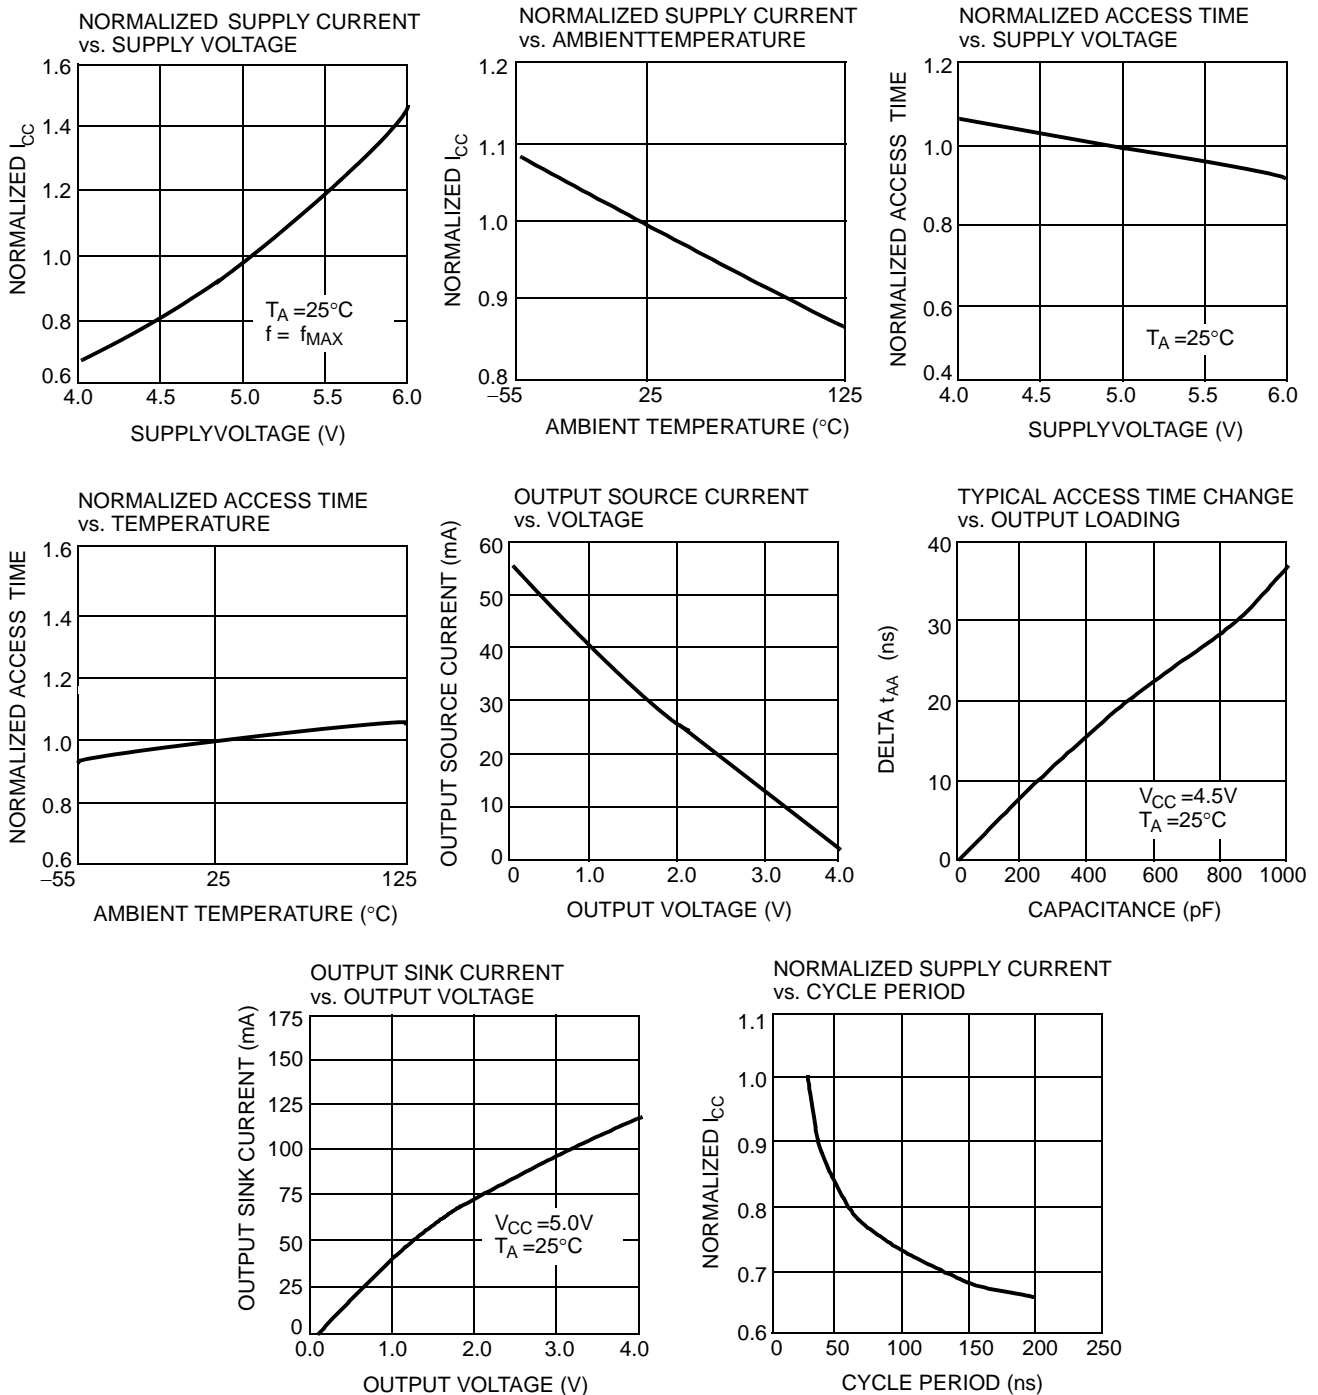 NORMALIZED SUPPLY CURRENT
vs. SUPPLY VOLTAGE
1.6
1.4
1.2
1.0
0.8
0.6
NORMALIZED ICC
TA =25°C
f = fMAX
4.0 4.5 5.0 5.5 6.0
SUPPLYVOLTAGE (V)
NORMALIZED SUPPLY CURRENT
vs. AMBIENTTEMPERATURE
1.2
1.1
1.0
0.9
0.8
NORMALIZED ICC
–55 25 125
AMBIENT TEMPERATURE (°C)
NORMALIZED ACCESS TIME
vs. SUPPLY VOLTAGE
1.2
1.0
0.8
0.6
0.4
NORMALIZED ACCESS TIME
TA =25°C
4.0 4.5 5.0 5.5 6.0
SUPPLYVOLTAGE (V)
NORMALIZED ACCESS TIME
vs. TEMPERATURE
1.6
1.4
1.2
1.0
0.8
0.6
NORMALIZED ACCESS TIME
–55 25 125
AMBIENT TEMPERATURE (°C)
OUTPUT SOURCE CURRENT
vs. VOLTAGE
60
50
40
30
20
10
0
OUTPUT SOURCE CURRENT (mA)
0 1.0 2.0 3.0 4.0
OUTPUT VOLTAGE (V)
TYPICAL ACCESS TIME CHANGE
vs. OUTPUT LOADING
40
30
20
10
0
DELTA tAA (ns)
VCC =4.5V
TA =25°C
0 200 400 600 800 1000
CAPACITANCE (pF)
OUTPUT SINK CURRENT
vs. OUTPUT VOLTAGE
175
150
125
100
75
50
25
0
OUTPUT SINK CURRENT (mA)
VCC =5.0V
TA =25°C
0.0 1.0 2.0 3.0 4.0
OUTPUT VOLTAGE (V)
NORMALIZED SUPPLY CURRENT
vs. CYCLE PERIOD
1.1
1.0
0.9
0.8
0.7
0.6
NORMALIZED ICC
0 50 100 150 200 250
CYCLE PERIOD (ns)